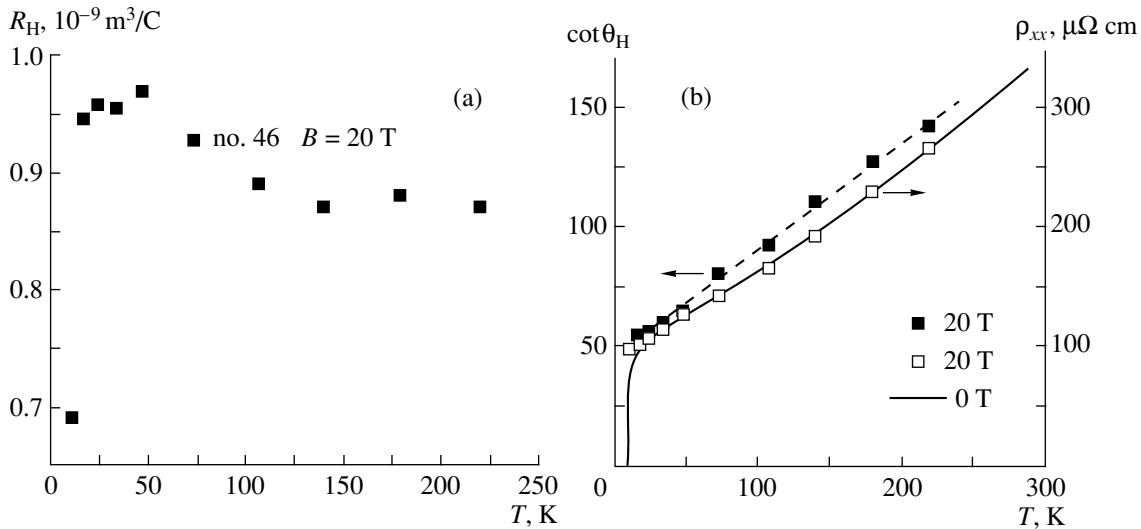 R_H, 10^–9 m^3/C
1.0
0.9
0.8
0.7
(a)
no. 46 B = 20 T
0 50 100 150 200 250
T, K
cotθ_H
ρ_xx, μΩ cm
(b)
150
100
50
300
200
100
20 T
20 T
0 T
0 100 200 300
T, K